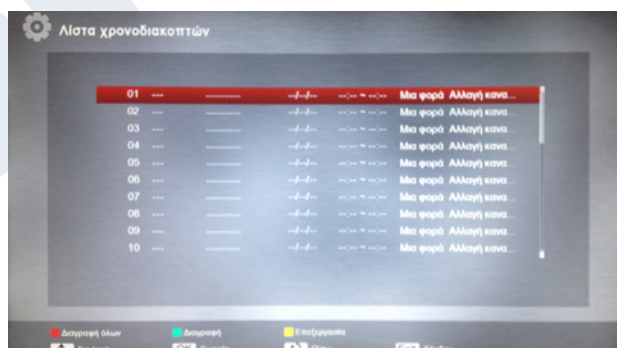 Λίστα χρονοδιακοπτών
01 --- ---------- --/--/-- --:-- ~ --:-- Μια φορά Αλλαγή κανα...
02 --- ---------- --/--/-- --:-- ~ --:-- Μια φορά Αλλαγή κανα...
03 --- ---------- --/--/-- --:-- ~ --:-- Μια φορά Αλλαγή κανα...
04 --- ---------- --/--/-- --:-- ~ --:-- Μια φορά Αλλαγή κανα...
05 --- ---------- --/--/-- --:-- ~ --:-- Μια φορά Αλλαγή κανα...
06 --- ---------- --/--/-- --:-- ~ --:-- Μια φορά Αλλαγή κανα...
07 --- ---------- --/--/-- --:-- ~ --:-- Μια φορά Αλλαγή κανα...
08 --- ---------- --/--/-- --:-- ~ --:-- Μια φορά Αλλαγή κανα...
09 --- ---------- --/--/-- --:-- ~ --:-- Μια φορά Αλλαγή κανα...
10 --- ---------- --/--/-- --:-- ~ --:-- Μια φορά Αλλαγή κανα...
Διαγραφή όλων Διαγραφή Επεξεργασία
OK